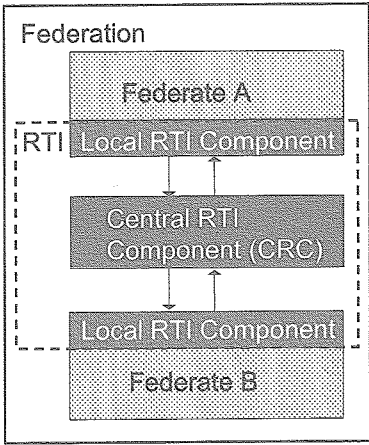 Federation
Federate A
RTI
Local RTI Component
Central RTI
Component (CRC)
Local RTI Component
Federate B